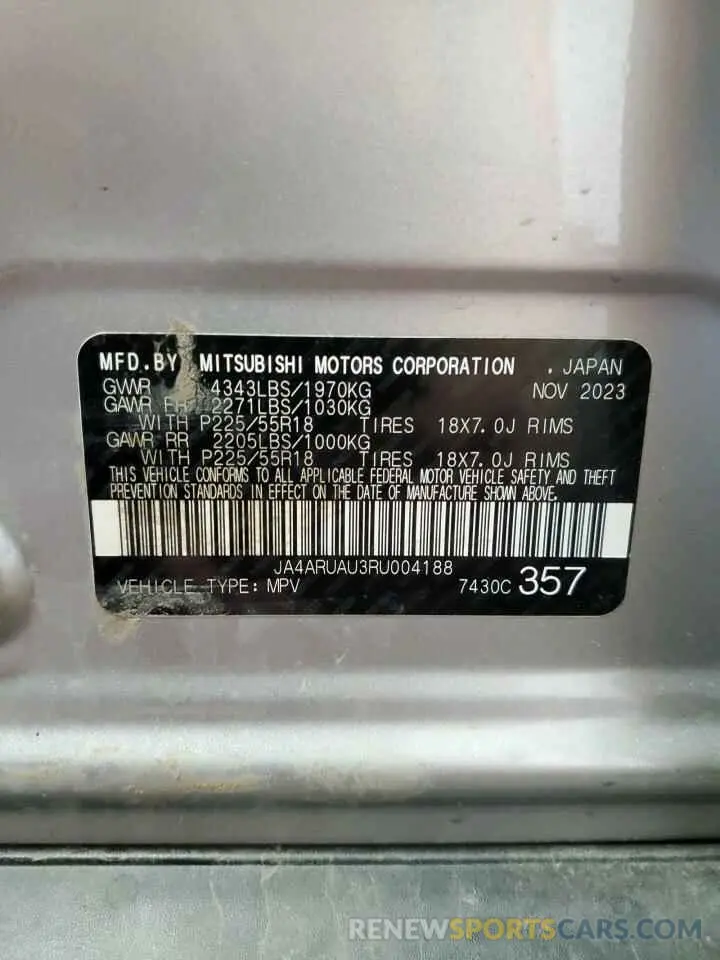 MFD.BY MITSUBISHI MOTORS CORPORATION . JAPAN
GVWR 4343LBS/1970KG NOV 2023
GAWR FR 2271LBS/1030KG
WITH P225/55R18 TIRES 18X7.0J RIMS
GAWR RR 2205LBS/1000KG
WITH P225/55R18 TIRES 18X7.0J RIMS
THIS VEHICLE CONFORMS TO ALL APPLICABLE FEDERAL MOTOR VEHICLE SAFETY AND THEFT
PREVENTION STANDARDS IN EFFECT ON THE DATE OF MANUFACTURE SHOWN ABOVE.
JA4ARUAU3RU004188
VEHICLE TYPE: MPV 7430C 357
RENEWSPORTSCARS.COM